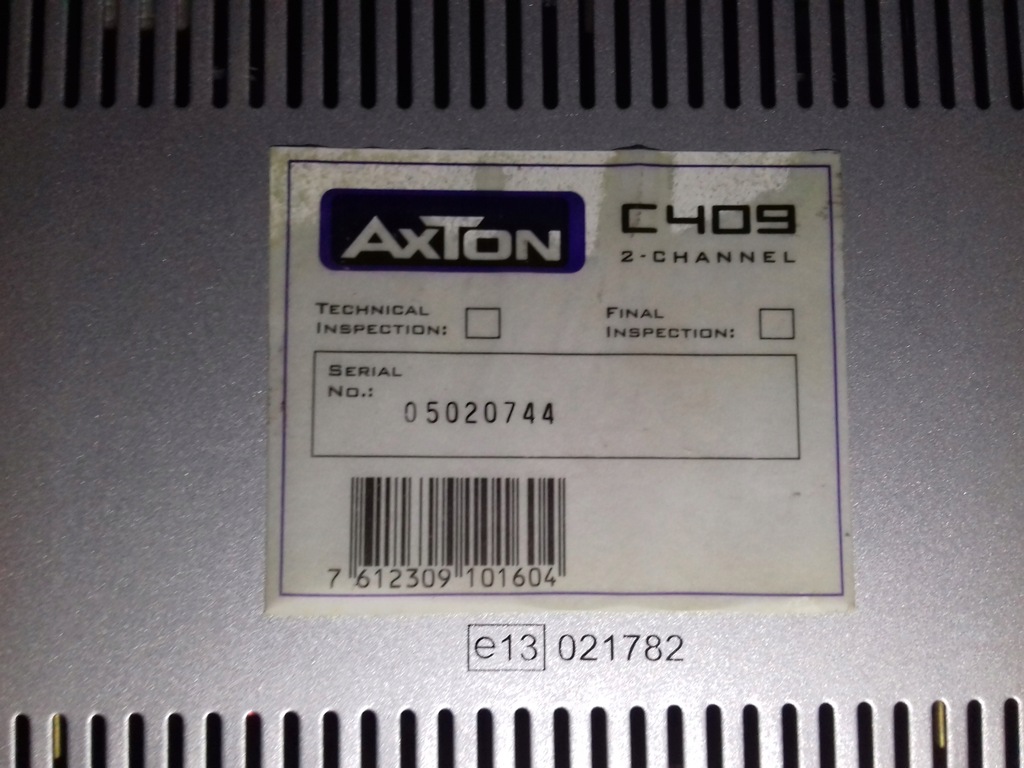 AXTON
C409
2-CHANNEL
TECHNICAL
INSPECTION:
FINAL
INSPECTION:
SERIAL
NO.:
05020744
7 612309 101604
e13 021782